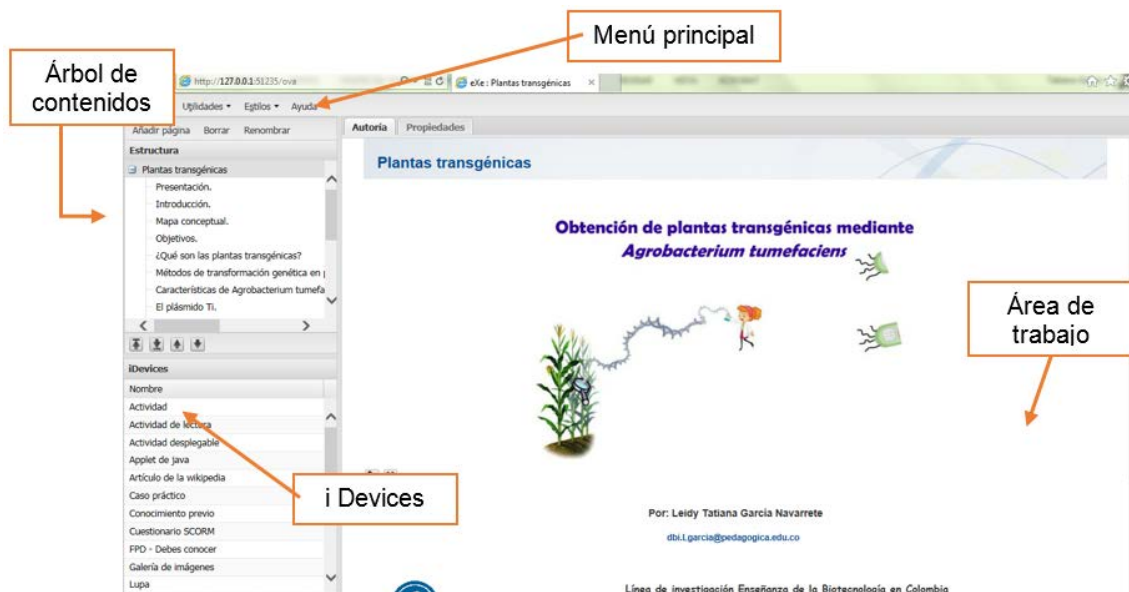 Menú principal
Árbol de
contenidos
http://127.0.0.1:51235/ova
eXe : Plantas transgénicas
Utilidades
Estilos
Ayuda
Añadir página
Borrar
Renombrar
Autoría
Propiedades
Estructura
Plantas transgénicas
Presentación.
Introducción.
Mapa conceptual.
Objetivos.
¿Qué son las plantas transgénicas?
Métodos de transformación genética en
Características de Agrobacterium tumefa
El plásmido Ti.
Plantas transgénicas
Obtención de plantas transgénicas mediante
Agrobacterium tumefaciens
Área de
trabajo
iDevices
Nombre
Actividad
Actividad de lectura
Actividad desplegable
Applet de java
Artículo de la wikipedia
Caso práctico
Conocimiento previo
Cuestionario SCORM
FPD - Debes conocer
Galería de imágenes
Lupa
i Devices
Por: Leidy Tatiana García Navarrete
dbi.l.garcia@pedagogica.edu.co
Línea de investigación Enseñanza de la Biotecnología en Colombia